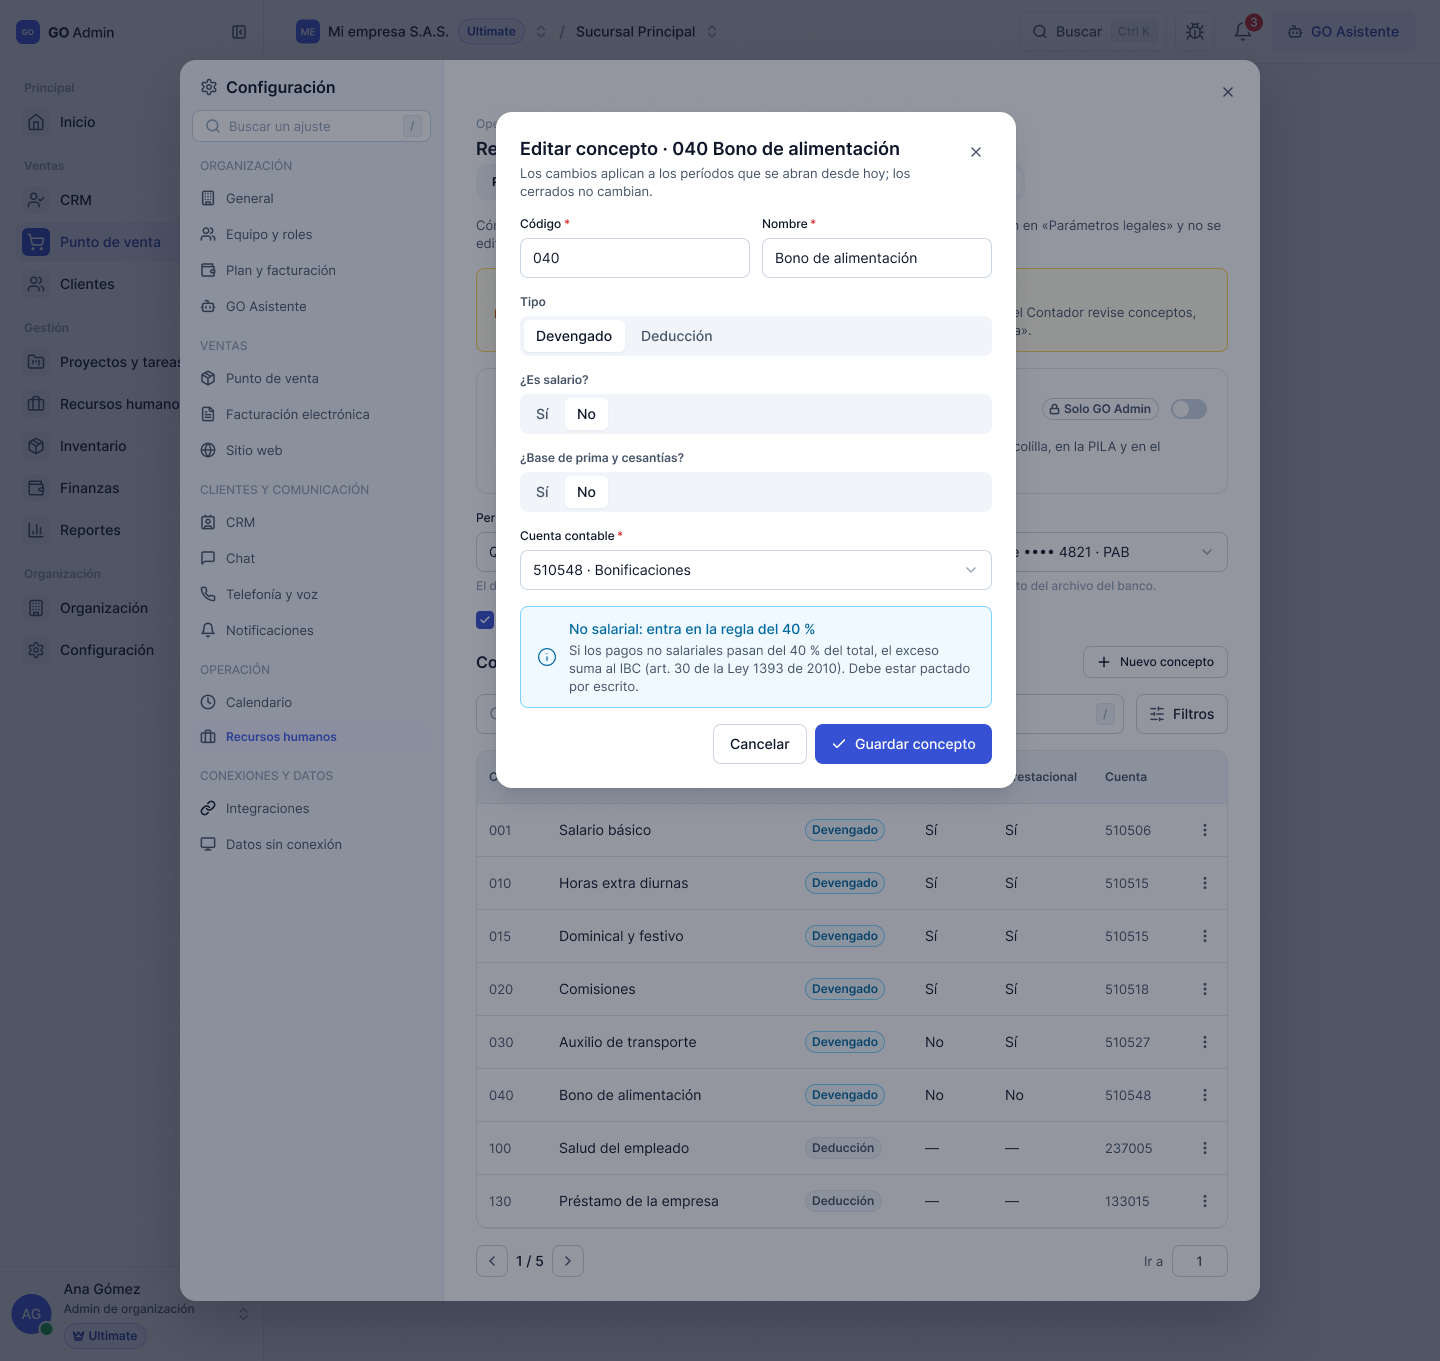 GO
GO Admin
ME
Mi empresa S.A.S.
Ultimate
/
Sucursal Principal
Buscar
Ctrl K
3
GO Asistente
Principal
Inicio
Ventas
CRM
Punto de venta
Clientes
Gestión
Proyectos y tareas
Recursos humano
Inventario
Finanzas
Reportes
Organización
Organización
Configuración
AG
Ana Gómez
Admin de organización
Ultimate
Configuración
Buscar un ajuste
/
ORGANIZACIÓN
General
Equipo y roles
Plan y facturación
GO Asistente
VENTAS
Punto de venta
Facturación electrónica
Sitio web
CLIENTES Y COMUNICACIÓN
CRM
Chat
Telefonía y voz
Notificaciones
OPERACIÓN
Calendario
Recursos humanos
CONEXIONES Y DATOS
Integraciones
Datos sin conexión
en «Parámetros legales» y no se
el Contador revise conceptos,
Solo GO Admin
colilla, en la PILA y en el
•••• 4821 · PAB
to del archivo del banco.
Nuevo concepto
/
Filtros
Editar concepto · 040 Bono de alimentación
Los cambios aplican a los períodos que se abran desde hoy; los
cerrados no cambian.
Código *
Nombre *
040
Bono de alimentación
Tipo
Devengado
Deducción
¿Es salario?
Sí
No
¿Base de prima y cesantías?
Sí
No
Cuenta contable *
510548 · Bonificaciones
No salarial: entra en la regla del 40 %
Si los pagos no salariales pasan del 40 % del total, el exceso
suma al IBC (art. 30 de la Ley 1393 de 2010). Debe estar pactado
por escrito.
Cancelar
Guardar concepto
restacional
Cuenta
001 Salario básico Devengado Sí Sí 510506
010 Horas extra diurnas Devengado Sí Sí 510515
015 Dominical y festivo Devengado Sí Sí 510515
020 Comisiones Devengado Sí Sí 510518
030 Auxilio de transporte Devengado No Sí 510527
040 Bono de alimentación Devengado No No 510548
100 Salud del empleado Deducción — — 237005
130 Préstamo de la empresa Deducción — — 133015
1 / 5
Ir a
1